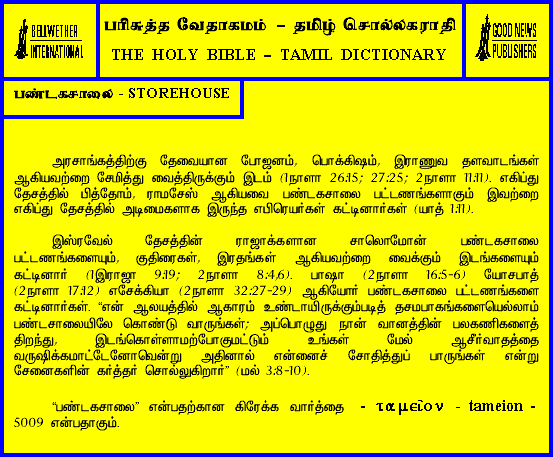 BELLWETHER
INTERNATIONAL
பரிசுத்த வேதாகமம் – தமிழ் சொல்லகராதி
THE HOLY BIBLE – TAMIL DICTIONARY
GOOD NEWS
PUBLISHERS
பண்டகசாலை - STOREHOUSE
அரசாங்கத்திற்கு தேவையான போஜனம், பொக்கிஷம், இராணுவ தளவாடங்கள்
ஆகியவற்றை சேமித்து வைத்திருக்கும் இடம் (1நாளா 26:15; 27:25; 2நாளா 11:11). எகிப்து
தேசத்தில் பித்தோம், ராமசேஸ் ஆகியவை பண்டகசாலை பட்டணங்களாகும் இவற்றை
எகிப்து தேசத்தில் அடிமைகளாக இருந்த எபிரெயர்கள் கட்டினார்கள் (யாத் 1:11).
இஸ்ரவேல் தேசத்தின் ராஜாக்களான சாலொமோன் பண்டகசாலை
பட்டணங்களையும், குதிரைகள், இரதங்கள் ஆகியவற்றை வைக்கும் இடங்களையும்
கட்டினார் (1இராஜா 9:19; 2நாளா 8:4,6). பாஷா (2நாளா 16:5-6) யோசபாத்
(2நாளா 17:12) எசேக்கியா (2நாளா 32:27-29) ஆகியோர் பண்டகசாலை பட்டணங்களை
கட்டினார்கள். “என் ஆலயத்தில் ஆகாரம் உண்டாயிருக்கும்படித் தசமபாகங்களையெல்லாம்
பண்டசாலையிலே கொண்டு வாருங்கள்; அப்பொழுது நான் வானத்தின் பலகணிகளைத்
திறந்து, இடங்கொள்ளாமற்போகுமட்டும் உங்கள் மேல் ஆசீர்வாதத்தை
வருஷிக்கமாட்டேனோவென்று அதினால் என்னைச் சோதித்துப் பாருங்கள் என்று
சேனைகளின் கர்த்தர் சொல்லுகிறார்” (மல் 3:8-10).
“பண்டகசாலை” என்பதற்கான கிரேக்க வார்த்தை - ταμεῖον - tameion -
5009 என்பதாகும்.